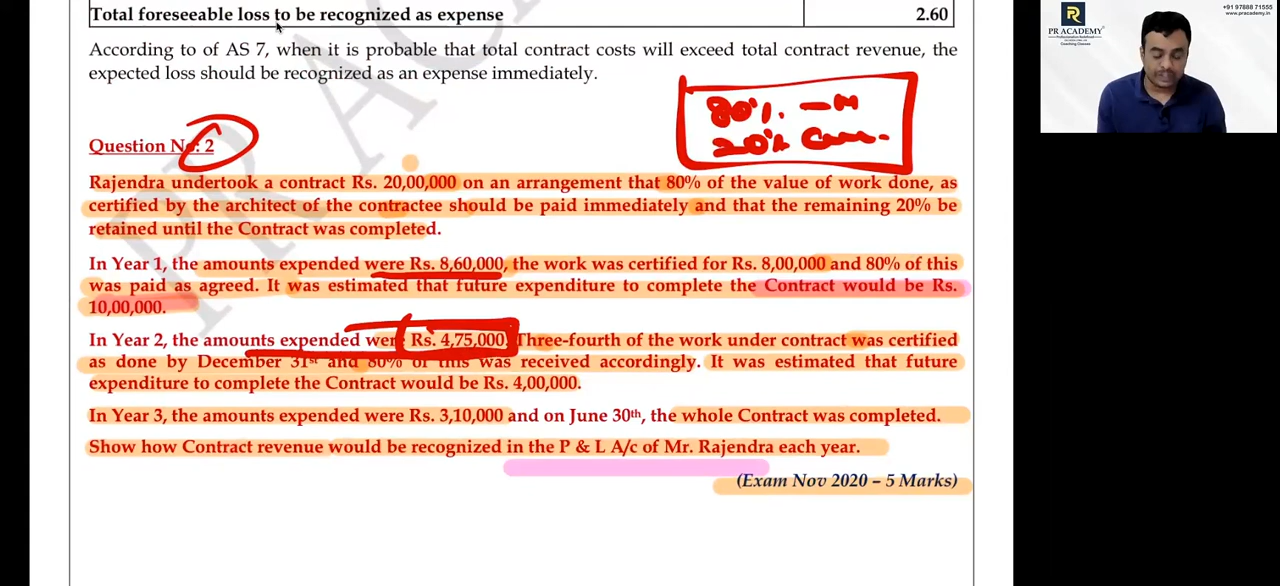 Total foreseeable loss to be recognized as expense 2.60
According to of AS 7, when it is probable that total contract costs will exceed total contract revenue, the
expected loss should be recognized as an expense immediately.
80%. - M
20%
Question No: 2
Rajendra undertook a contract Rs. 20,00,000 on an arrangement that 80% of the value of work done, as
certified by the architect of the contractee should be paid immediately and that the remaining 20% be
retained until the Contract was completed.
In Year 1, the amounts expended were Rs. 8,60,000, the work was certified for Rs. 8,00,000 and 80% of this
was paid as agreed. It was estimated that future expenditure to complete the Contract would be Rs.
10,00,000.
In Year 2, the amounts expended were Rs. 4,75,000. Three-fourth of the work under contract was certified
as done by December 31st and 80% of this was received accordingly. It was estimated that future
expenditure to complete the Contract would be Rs. 4,00,000.
In Year 3, the amounts expended were Rs. 3,10,000 and on June 30th, the whole Contract was completed.
Show how Contract revenue would be recognized in the P & L A/c of Mr. Rajendra each year.
(Exam Nov 2020 – 5 Marks)
PR ACADEMY
Coaching Classes
+91 97888 71555
www.pracademy.in